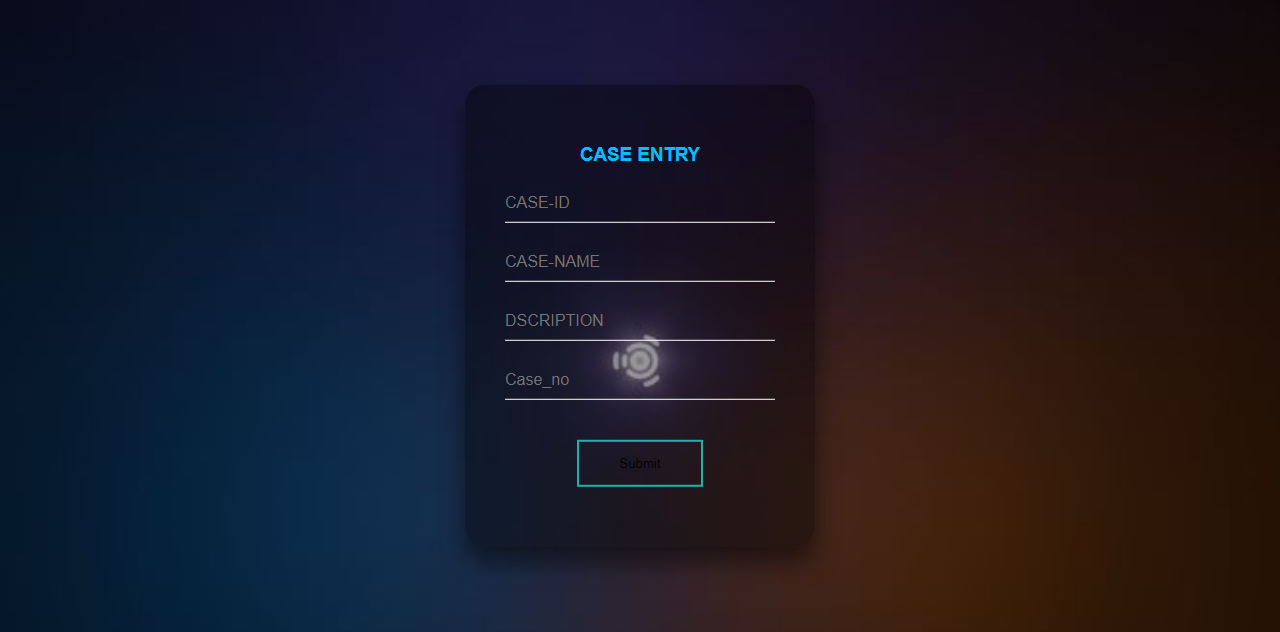 CASE ENTRY
CASE-ID
CASE-NAME
DSCRIPTION
Case_no
Submit